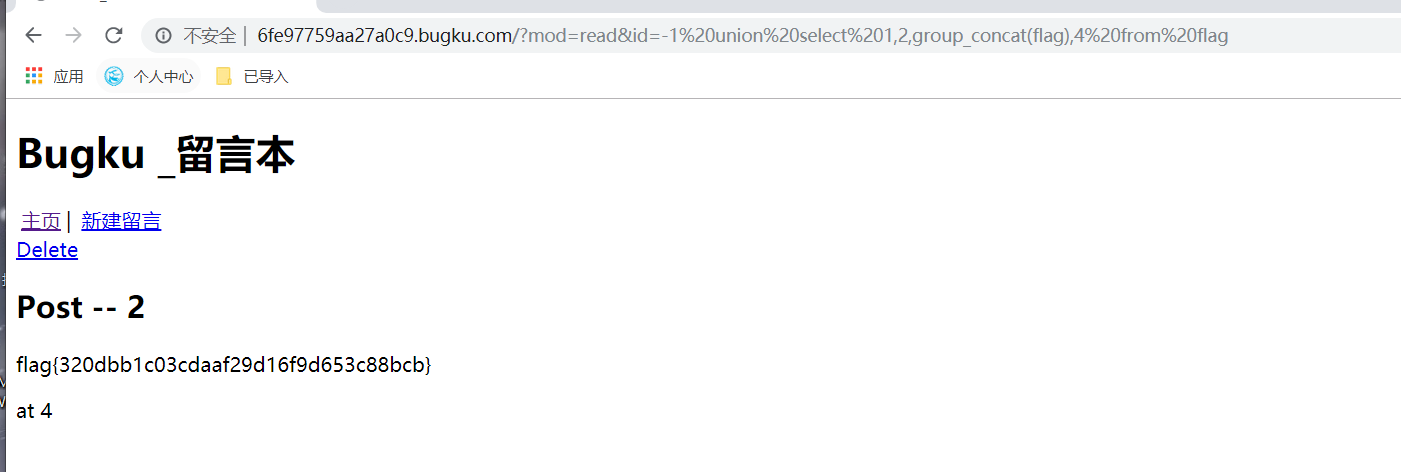 不安全 | 6fe97759aa27a0c9.bugku.com/?mod=read&id=-1%20union%20select%201,2,group_concat(flag),4%20from%20flag
应用 个人中心 已导入
Bugku _留言本
主页 | 新建留言
Delete
Post -- 2
flag{320dbb1c03cdaaf29d16f9d653c88bcb}
at 4